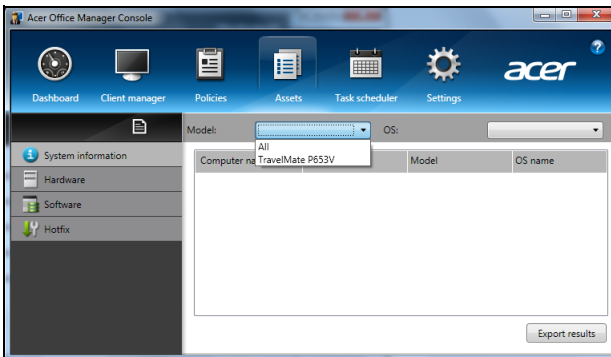 Acer Office Manager Console
?
acer
Dashboard Client manager Policies Assets Task scheduler Settings
Model: OS:
All
TravelMate P653V
System information
Hardware
Software
Hotfix
Computer na Model OS name
Export results